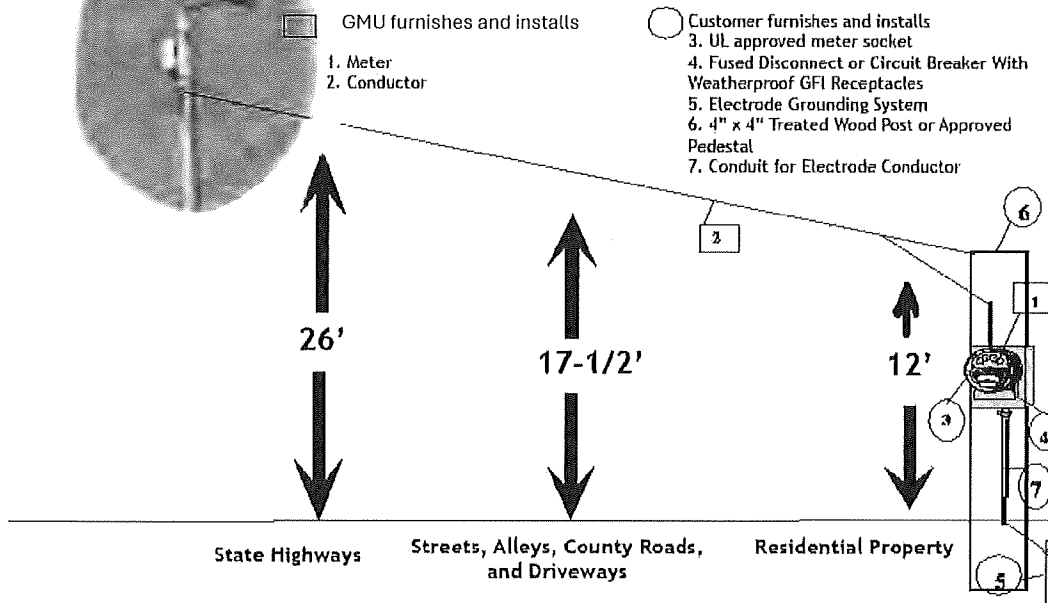 GMU furnishes and installs
1. Meter
2. Conductor
Customer furnishes and installs
3. UL approved meter socket
4. Fused Disconnect or Circuit Breaker With
Weatherproof GFI Receptacles
5. Electrode Grounding System
6. 4" x 4" Treated Wood Post or Approved
Pedestal
7. Conduit for Electrode Conductor
6
2
1
26'
17-1/2'
12'
3
4
7
State Highways
Streets, Alleys, County Roads,
and Driveways
Residential Property
5